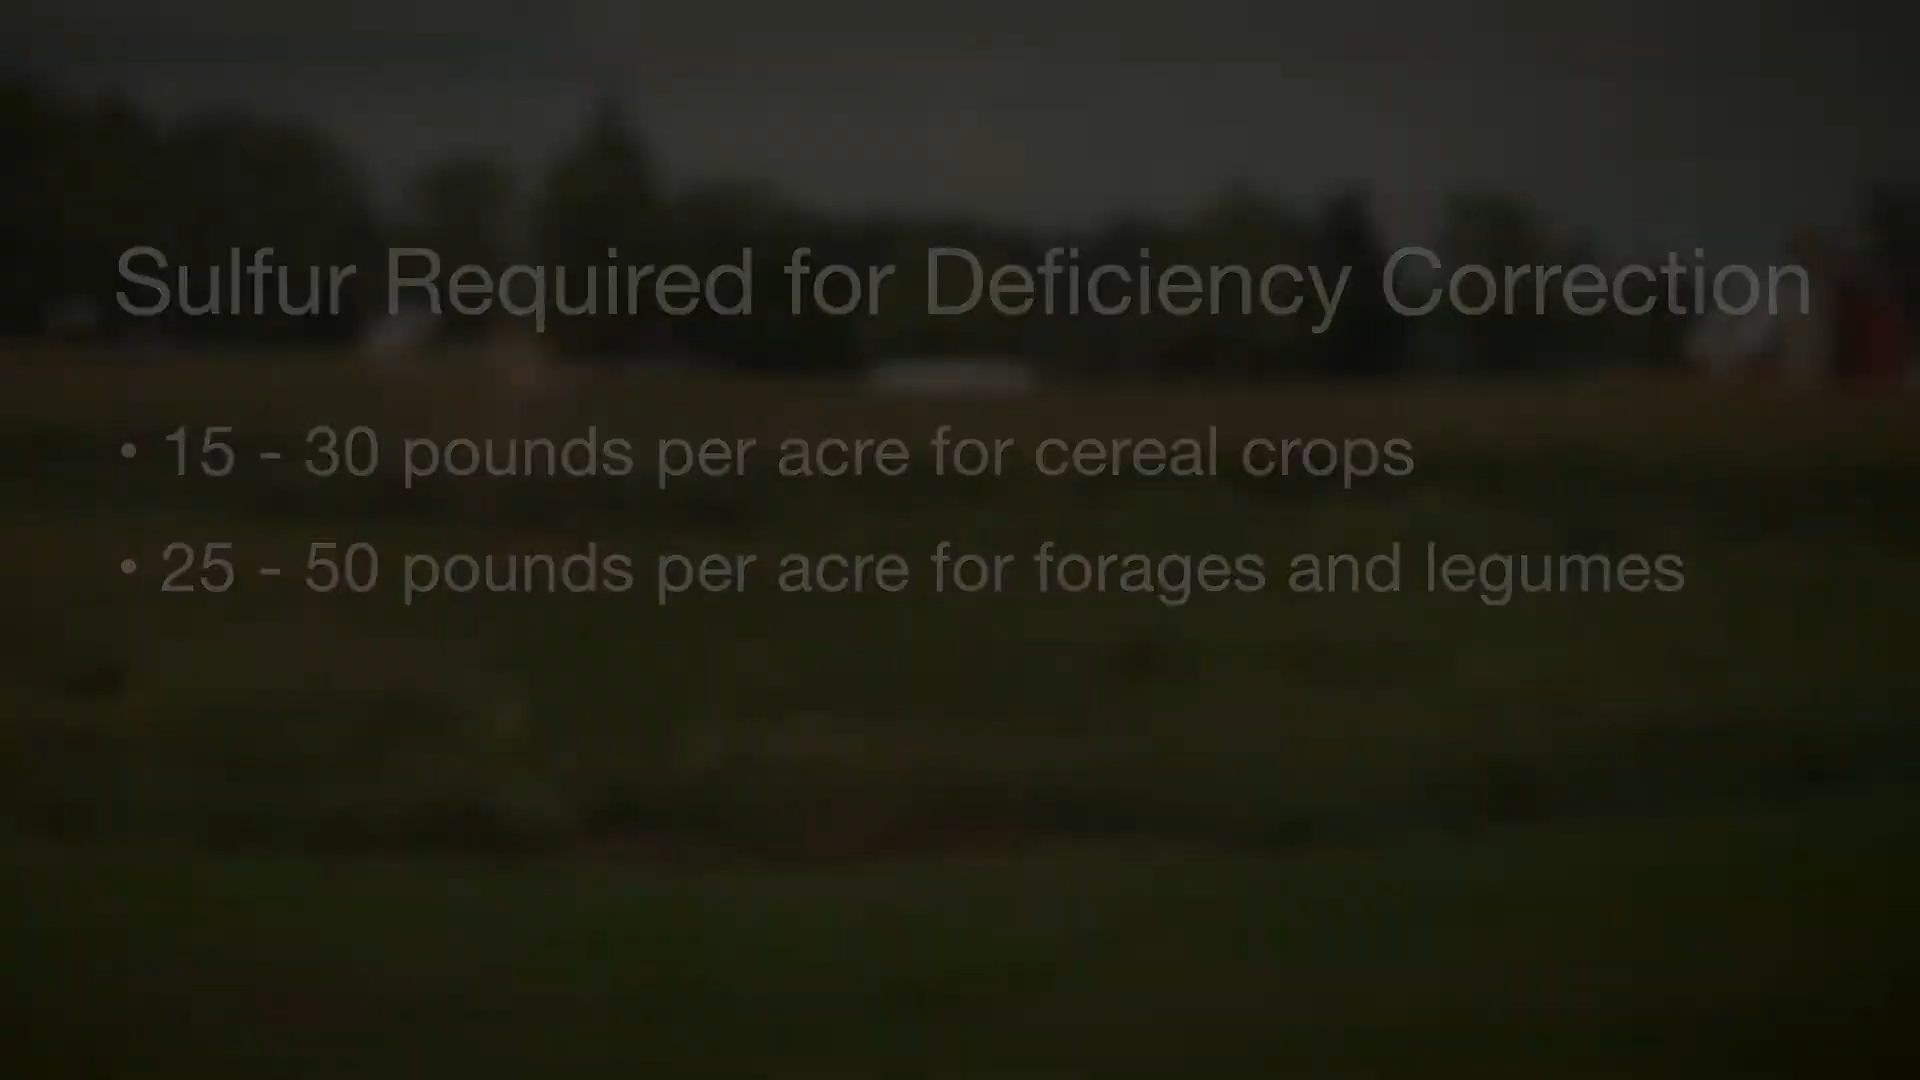 Sulfur Required for Deficiency Correction
• 15 - 30 pounds per acre for cereal crops
• 25 - 50 pounds per acre for forages and legumes